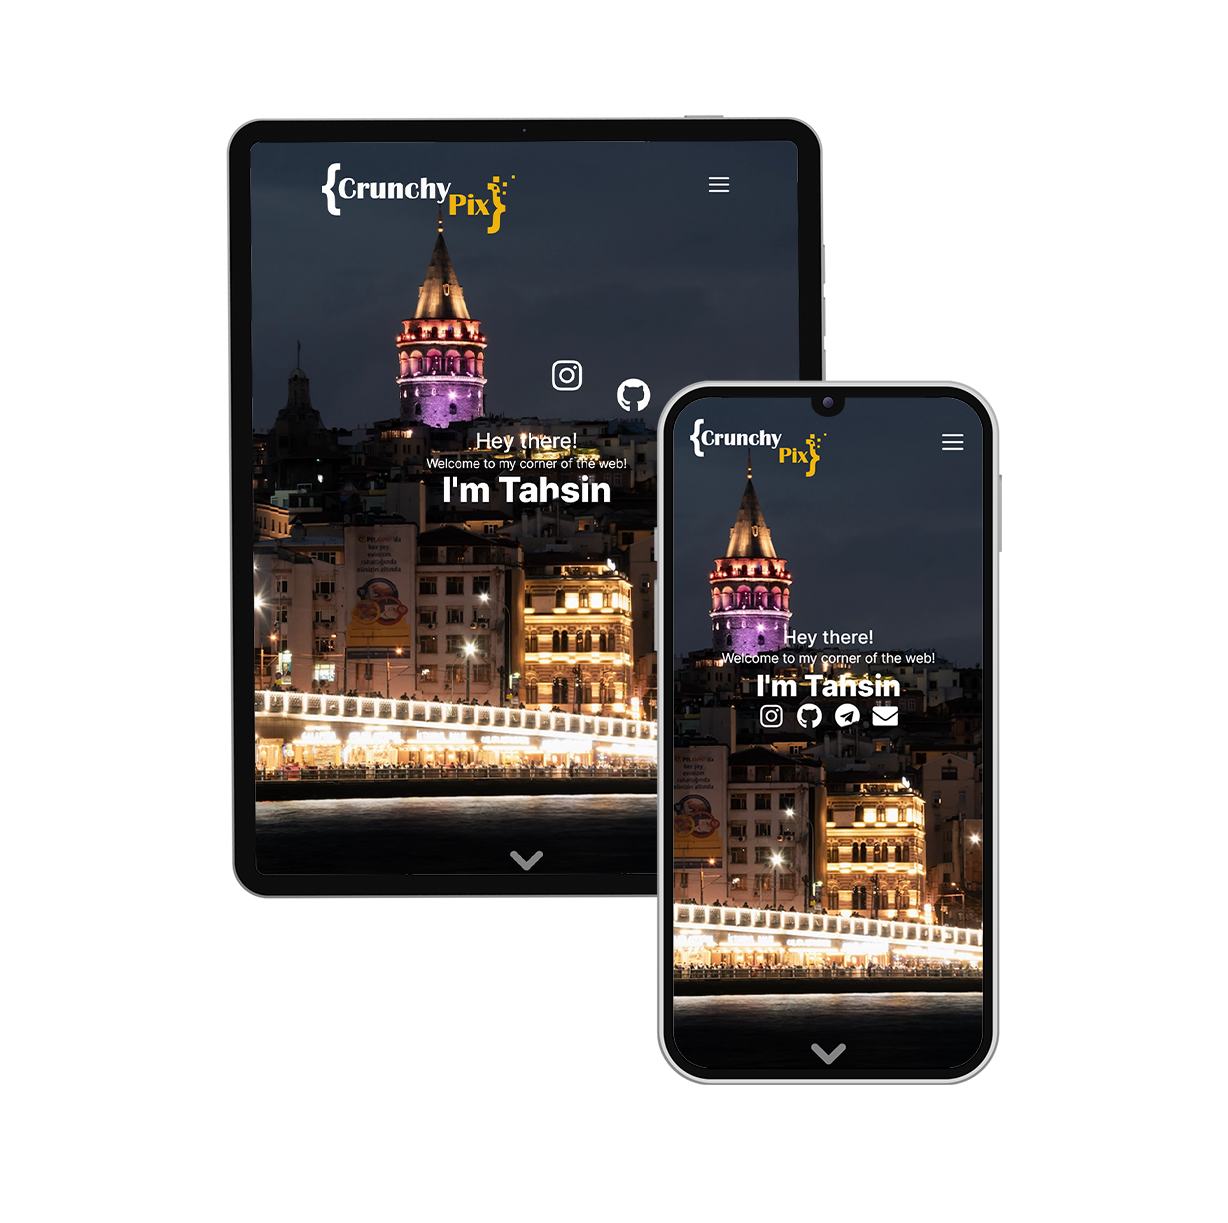 {Crunchy
Pix}
Hey there!
Welcome to my corner of the web!
I'm Tahsin
{Crunchy
Pix}
Hey there!
Welcome to my corner of the web!
I'm Tahsin